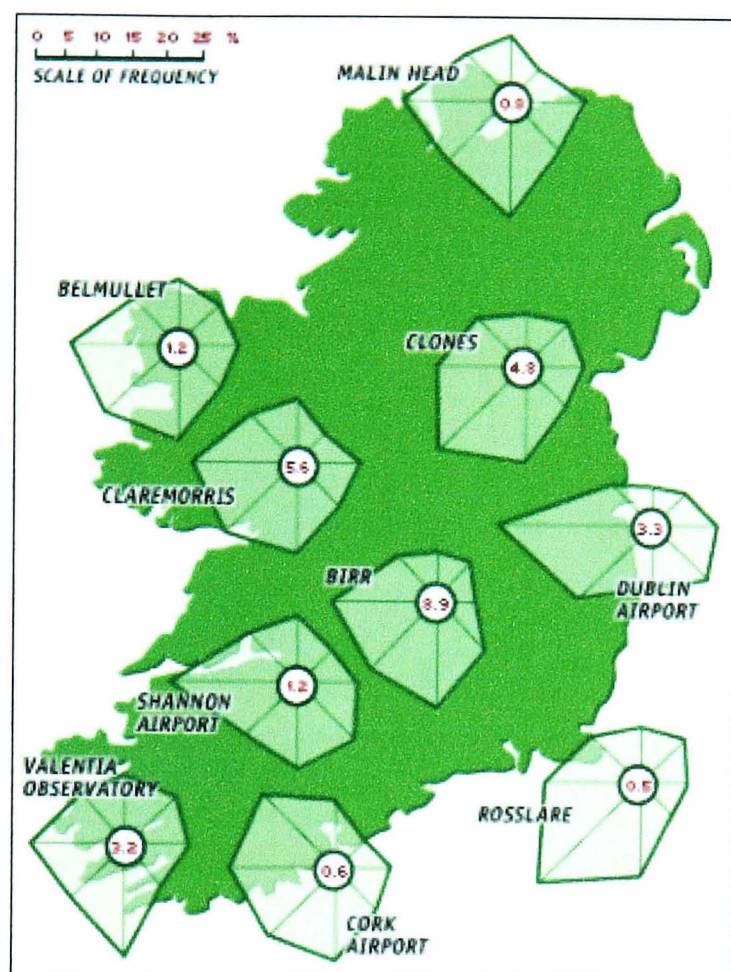 0 5 10 15 20 25 %
SCALE OF FREQUENCY
MALIN HEAD
0.9
BELMULLET
1.2
CLONES
4.8
5.6
CLAREMORRIS
3.3
DUBLIN
AIRPORT
BIRR
8.9
1.2
SHANNON
AIRPORT
VALENTIA
OBSERVATORY
3.2
ROSSLARE
0.5
0.6
CORK
AIRPORT